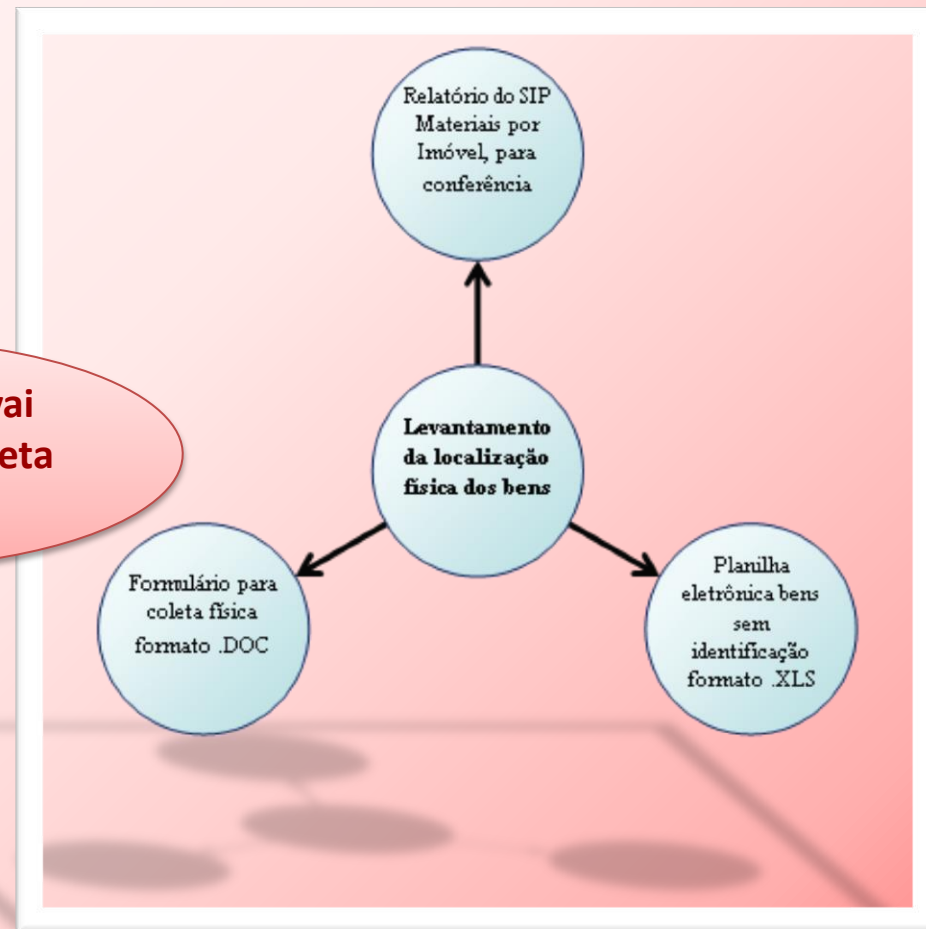 Relatório do SIP
Materiais por
Imóvel, para
conferência
Levantamento
da localização
física dos bens
Formulário para
coleta física
formato .DOC
Planilha
eletrônica bens
sem
identificação
formato .XLS
vai
eta